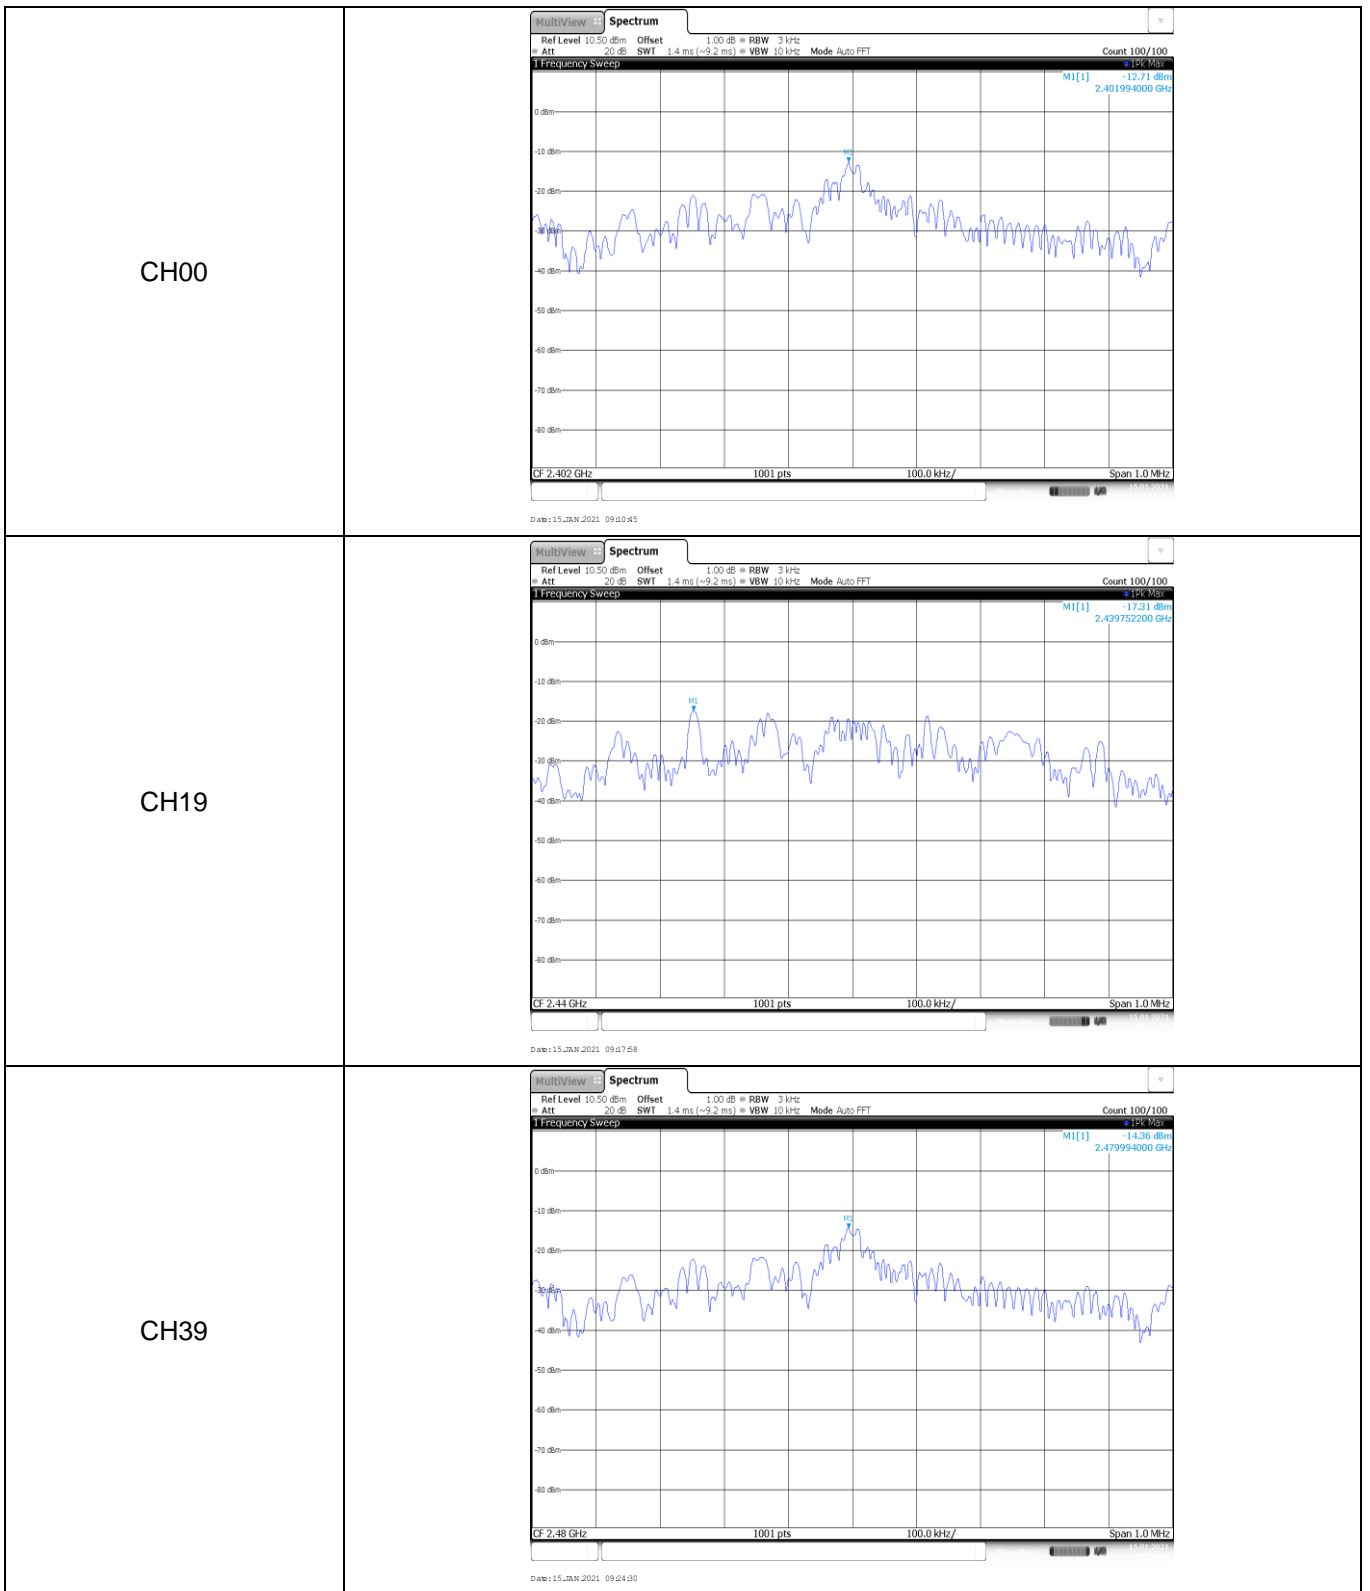 CH00
MultiView Spectrum
Ref Level 10.50 dBm Offset 1.00 dB RBW 3 kHz
Att 20 dB SWT 1.4 ms (~9.2 ms) VBW 10 kHz Mode Auto FFT Count 100/100
1 Frequency Sweep 1Pk Max
M1[1] -12.71 dBm
2.401994000 GHz
0 dBm
-10 dBm
M1
-20 dBm
-30 dBm
-40 dBm
-50 dBm
-60 dBm
-70 dBm
-80 dBm
CF 2.402 GHz 1001 pts 100.0 kHz/ Span 1.0 MHz
15.01.2021
Date: 15.JAN.2021 09:10:45
CH19
MultiView Spectrum
Ref Level 10.50 dBm Offset 1.00 dB RBW 3 kHz
Att 20 dB SWT 1.4 ms (~9.2 ms) VBW 10 kHz Mode Auto FFT Count 100/100
1 Frequency Sweep 1Pk Max
M1[1] -17.31 dBm
2.439752200 GHz
0 dBm
-10 dBm
M1
-20 dBm
-30 dBm
-40 dBm
-50 dBm
-60 dBm
-70 dBm
-80 dBm
CF 2.44 GHz 1001 pts 100.0 kHz/ Span 1.0 MHz
15.01.2021
Date: 15.JAN.2021 09:17:58
CH39
MultiView Spectrum
Ref Level 10.50 dBm Offset 1.00 dB RBW 3 kHz
Att 20 dB SWT 1.4 ms (~9.2 ms) VBW 10 kHz Mode Auto FFT Count 100/100
1 Frequency Sweep 1Pk Max
M1[1] -14.36 dBm
2.479994000 GHz
0 dBm
-10 dBm
M1
-20 dBm
-30 dBm
-40 dBm
-50 dBm
-60 dBm
-70 dBm
-80 dBm
CF 2.48 GHz 1001 pts 100.0 kHz/ Span 1.0 MHz
15.01.2021
Date: 15.JAN.2021 09:24:30